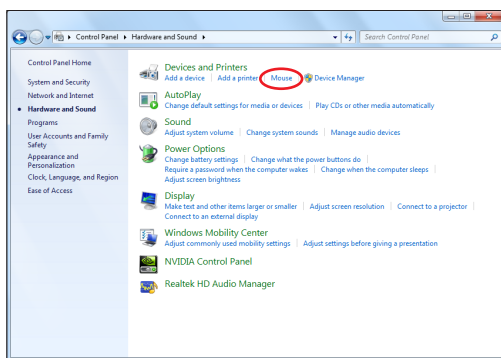 Control Panel Hardware and Sound Search Control Panel
Control Panel Home
System and Security
Network and Internet
Hardware and Sound
Programs
User Accounts and Family
Safety
Appearance and
Personalization
Clock, Language, and Region
Ease of Access
Devices and Printers
Add a device Add a printer Mouse Device Manager
AutoPlay
Change default settings for media or devices Play CDs or other media automatically
Sound
Adjust system volume Change system sounds Manage audio devices
Power Options
Change battery settings Change what the power buttons do
Require a password when the computer wakes Change when the computer sleeps
Adjust screen brightness
Display
Make text and other items larger or smaller Adjust screen resolution Connect to a projector
Connect to an external display
Windows Mobility Center
Adjust commonly used mobility settings Adjust settings before giving a presentation
NVIDIA Control Panel
Realtek HD Audio Manager